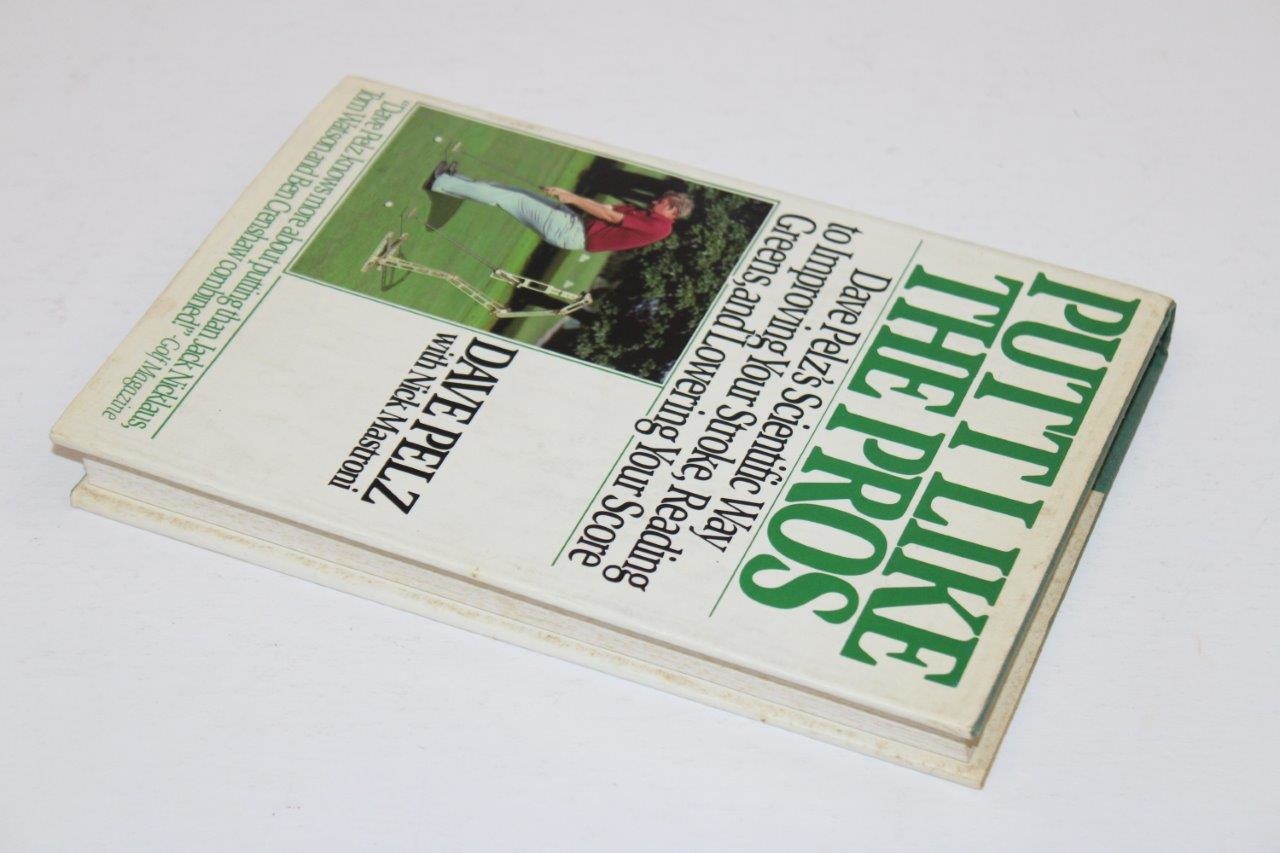 PUTT LIKE
THE PROS
Dave Pelz's Scientific Way
to Improving Your Stroke, Reading
Greens, and Lowering Your Score
DAVE PELZ
with Nick Mastroni
"Dave Pelz knows more about putting than Jack Nicklaus,
Tom Watson and Ben Crenshaw combined!"
-Golf Magazine